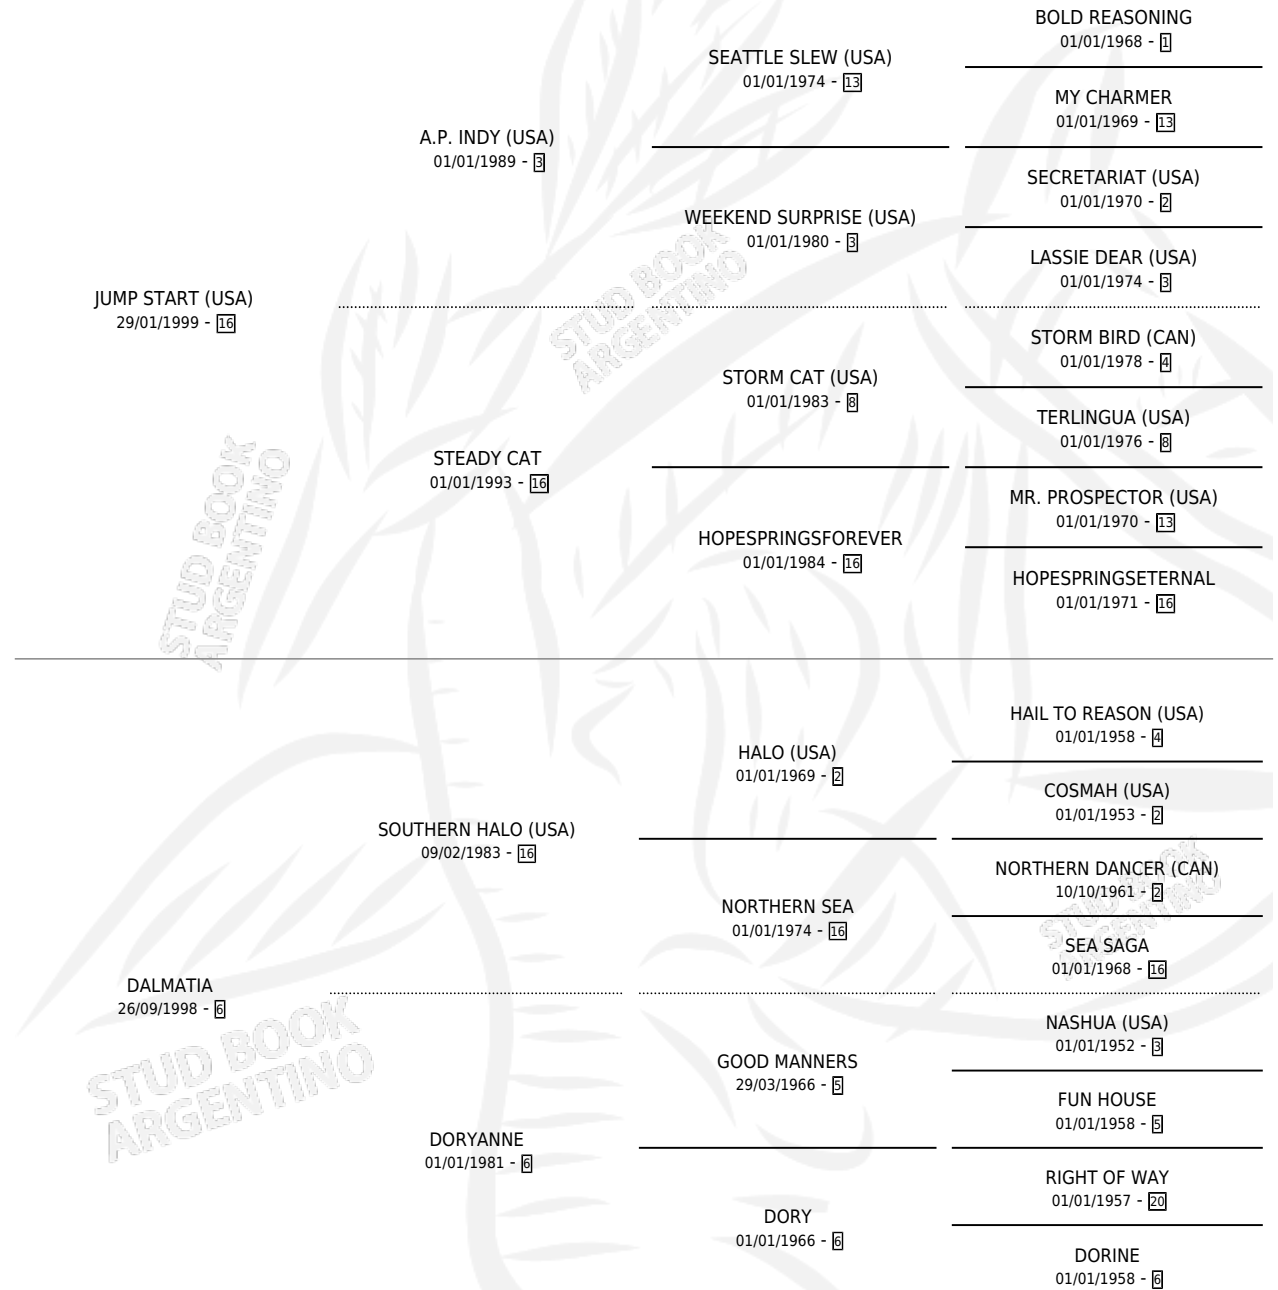 BOLD REASONING
01/01/1968 - 1
SEATTLE SLEW (USA)
01/01/1974 - 13
MY CHARMER
01/01/1969 - 13
A.P. INDY (USA)
01/01/1989 - 3
SECRETARIAT (USA)
01/01/1970 - 2
WEEKEND SURPRISE (USA)
01/01/1980 - 3
LASSIE DEAR (USA)
01/01/1974 - 3
JUMP START (USA)
29/01/1999 - 16
STORM BIRD (CAN)
01/01/1978 - 4
STORM CAT (USA)
01/01/1983 - 8
TERLINGUA (USA)
01/01/1976 - 8
STEADY CAT
01/01/1993 - 16
MR. PROSPECTOR (USA)
01/01/1970 - 13
HOPESPRINGSFOREVER
01/01/1984 - 16
HOPESPRINGSETERNAL
01/01/1971 - 16
HAIL TO REASON (USA)
01/01/1958 - 4
HALO (USA)
01/01/1969 - 2
COSMAH (USA)
01/01/1953 - 2
SOUTHERN HALO (USA)
09/02/1983 - 16
NORTHERN DANCER (CAN)
10/10/1961 - 2
NORTHERN SEA
01/01/1974 - 16
SEA SAGA
01/01/1968 - 16
DALMATIA
26/09/1998 - 6
NASHUA (USA)
01/01/1952 - 3
GOOD MANNERS
29/03/1966 - 5
FUN HOUSE
01/01/1958 - 5
DORYANNE
01/01/1981 - 6
RIGHT OF WAY
01/01/1957 - 20
DORY
01/01/1966 - 6
DORINE
01/01/1958 - 6
STUD BOOK
ARGENTINO
STUD BOOK
ARGENTINO
STUD BOOK
ARGENTINO
STUD BOOK
ARGENTINO